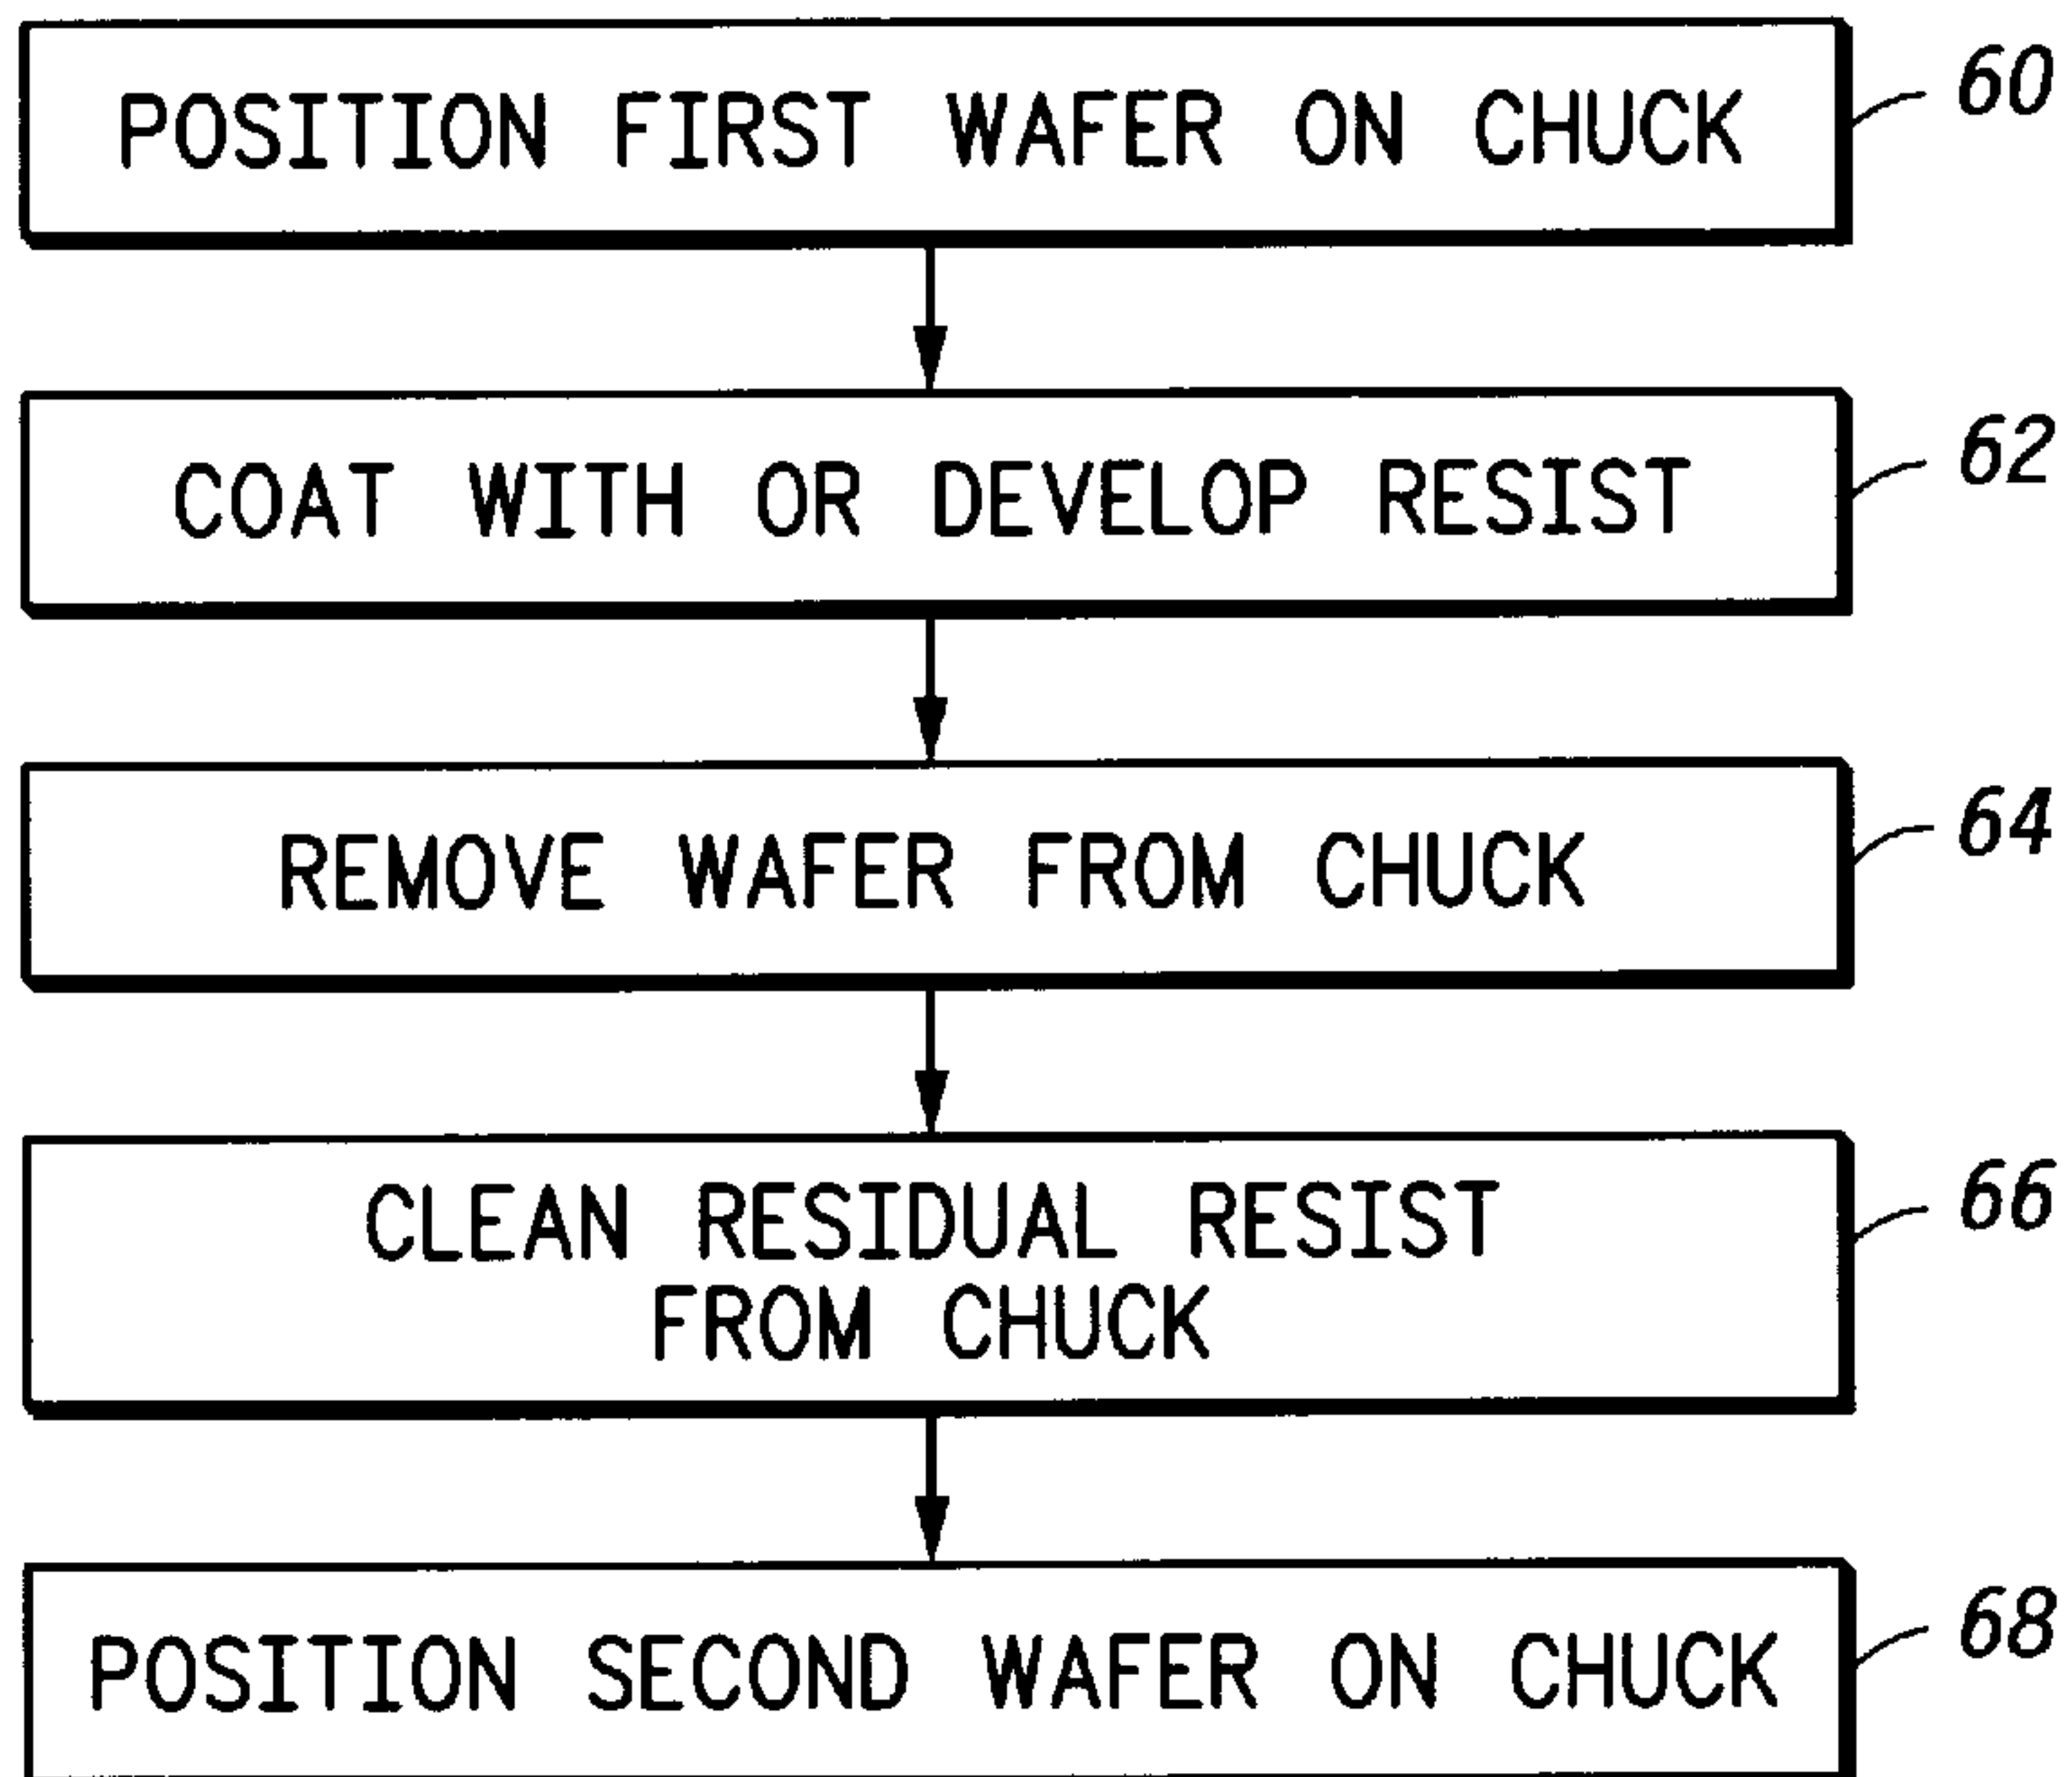 POSITION FIRST WAFER ON CHUCK 60
COAT WITH OR DEVELOP RESIST 62
REMOVE WAFER FROM CHUCK 64
CLEAN RESIDUAL RESIST 66
FROM CHUCK
POSITION SECOND WAFER ON CHUCK 68